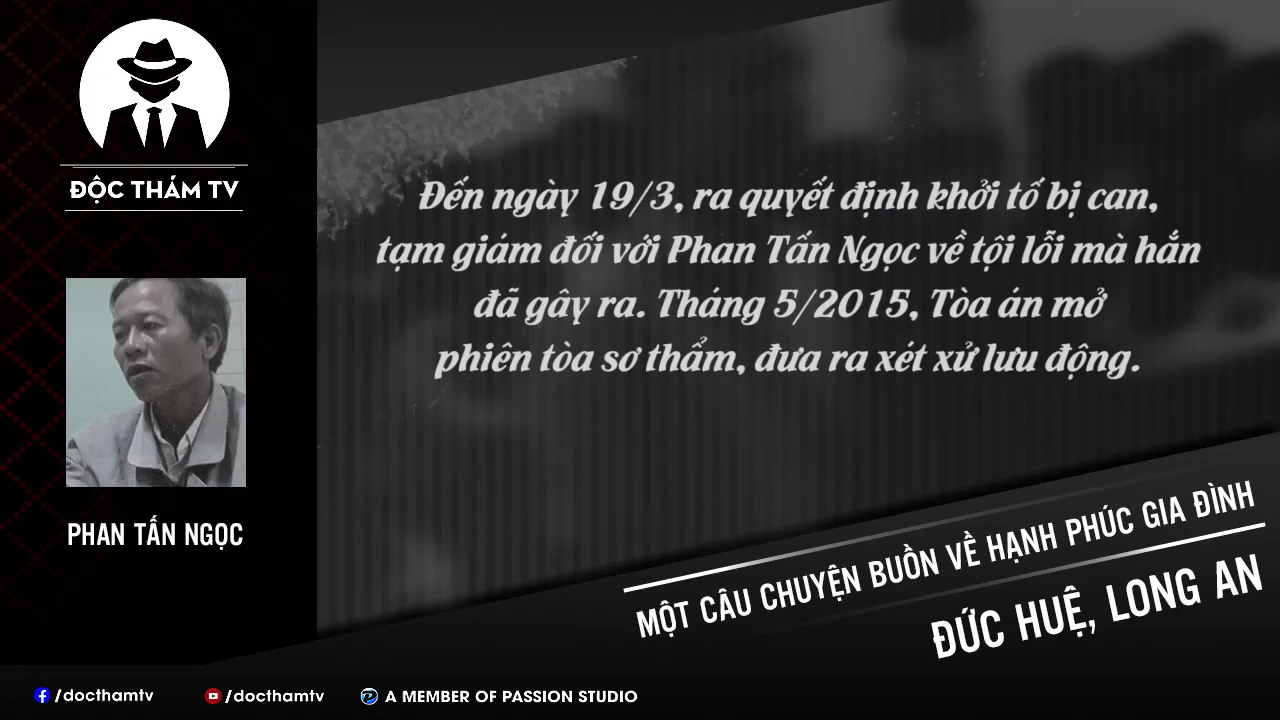 ĐỘC THÁM TV
PHAN TẤN NGỌC
Đến ngày 19/3, ra quyết định khởi tố bị can,
tạm giám đối với Phan Tấn Ngọc về tội lỗi mà hắn
đã gây ra. Tháng 5/2015, Tòa án mở
phiên tòa sơ thẩm, đưa ra xét xử lưu động.
MỘT CÂU CHUYỆN BUỒN VỀ HẠNH PHÚC GIA ĐÌNH
ĐỨC HUỆ, LONG AN
/docthamtv
/docthamtv
A MEMBER OF PASSION STUDIO